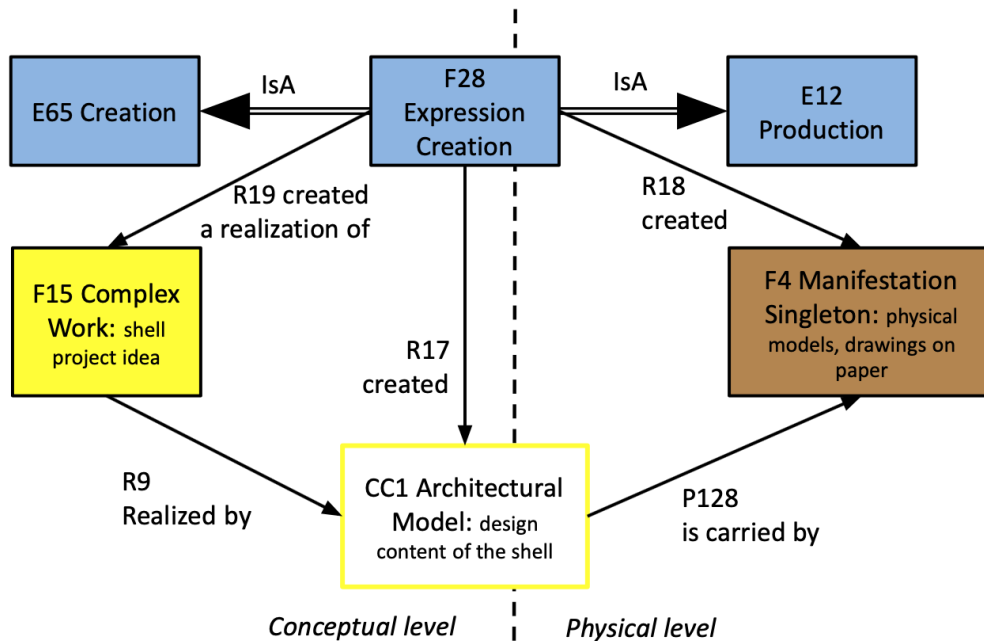 E65 Creation
IsA
F28
Expression
Creation
IsA
E12
Production
R19 created
a realization of
R18
created
F15 Complex
Work: shell
project idea
R17
created
F4 Manifestation
Singleton: physical
models, drawings on
paper
R9
Realized by
CC1 Architectural
Model: design
content of the shell
P128
is carried by
Conceptual level
Physical level